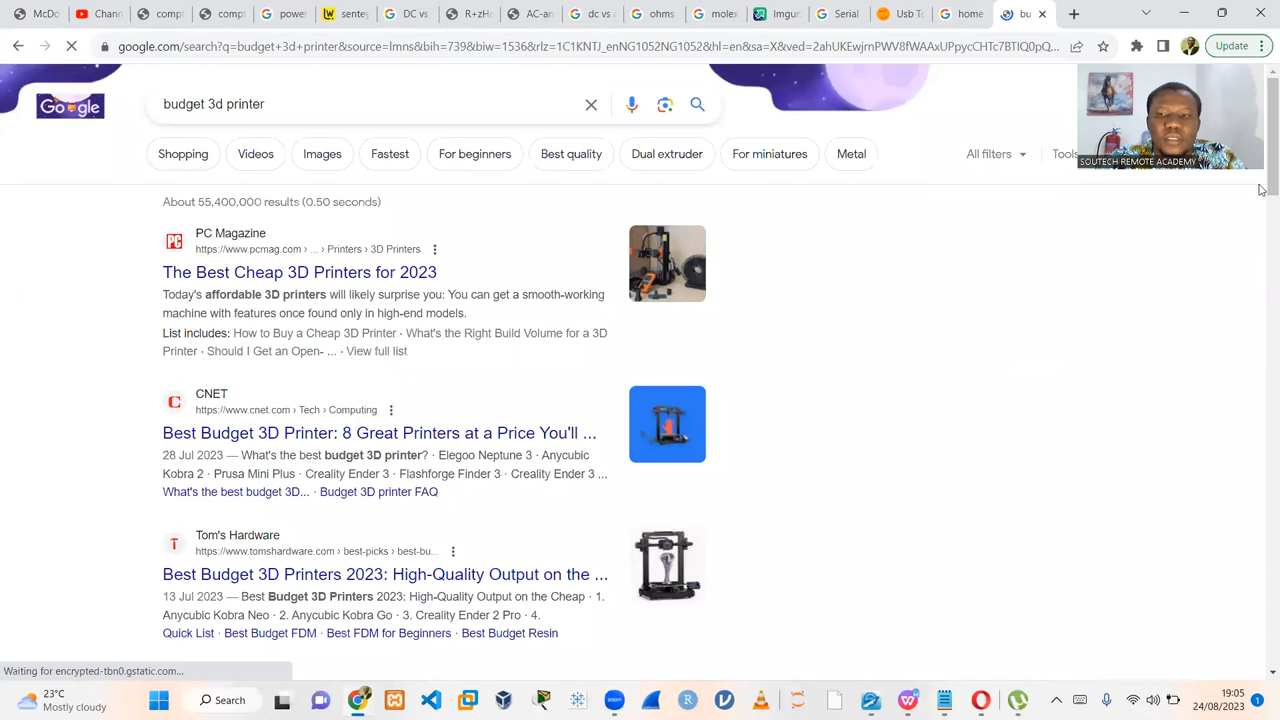 McDo
Chann
compt
compt
power
sentey
DC vs
R+zHe
AC-an
dc vs a
ohms
molex
Imgur
Serial
Usb To
home
bu
google.com/search?q=budget+3d+printer&source=lmns&bih=739&biw=1536&rlz=1C1KNTJ_enNG1052NG1052&hl=en&sa=X&ved=2ahUKEwjrnPWV8fWAAxUPpycCHTc7BTIQ0pQ...
Update
Google
budget 3d printer
Shopping
Videos
Images
Fastest
For beginners
Best quality
Dual extruder
For miniatures
Metal
All filters
Tools
SOUTECH REMOTE ACADEMY
About 55,400,000 results (0.50 seconds)
PC
PC Magazine
https://www.pcmag.com › ... › Printers › 3D Printers
The Best Cheap 3D Printers for 2023
Today's affordable 3D printers will likely surprise you: You can get a smooth-working
machine with features once found only in high-end models.
List includes: How to Buy a Cheap 3D Printer · What's the Right Build Volume for a 3D
Printer · Should I Get an Open- ... · View full list
C
CNET
https://www.cnet.com › Tech › Computing
Best Budget 3D Printer: 8 Great Printers at a Price You'll ...
28 Jul 2023 — What's the best budget 3D printer? · Elegoo Neptune 3 · Anycubic
Kobra 2 · Prusa Mini Plus · Creality Ender 3 · Flashforge Finder 3 · Creality Ender 3 ...
What's the best budget 3D... · Budget 3D printer FAQ
T
Tom's Hardware
https://www.tomshardware.com › best-picks › best-bu...
Best Budget 3D Printers 2023: High-Quality Output on the ...
13 Jul 2023 — Best Budget 3D Printers 2023: High-Quality Output on the Cheap · 1.
Anycubic Kobra Neo · 2. Anycubic Kobra Go · 3. Creality Ender 2 Pro · 4.
Quick List · Best Budget FDM · Best FDM for Beginners · Best Budget Resin
Waiting for encrypted-tbn0.gstatic.com...
23°C
Mostly cloudy
Search
19:05
24/08/2023
1